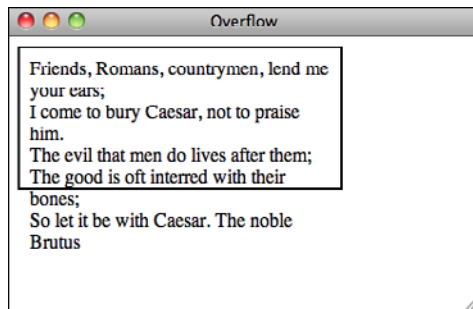 Overflow
Friends, Romans, countrymen, lend me
your ears;
I come to bury Caesar, not to praise
him.
The evil that men do lives after them;
The good is oft interred with their
bones;
So let it be with Caesar. The noble
Brutus